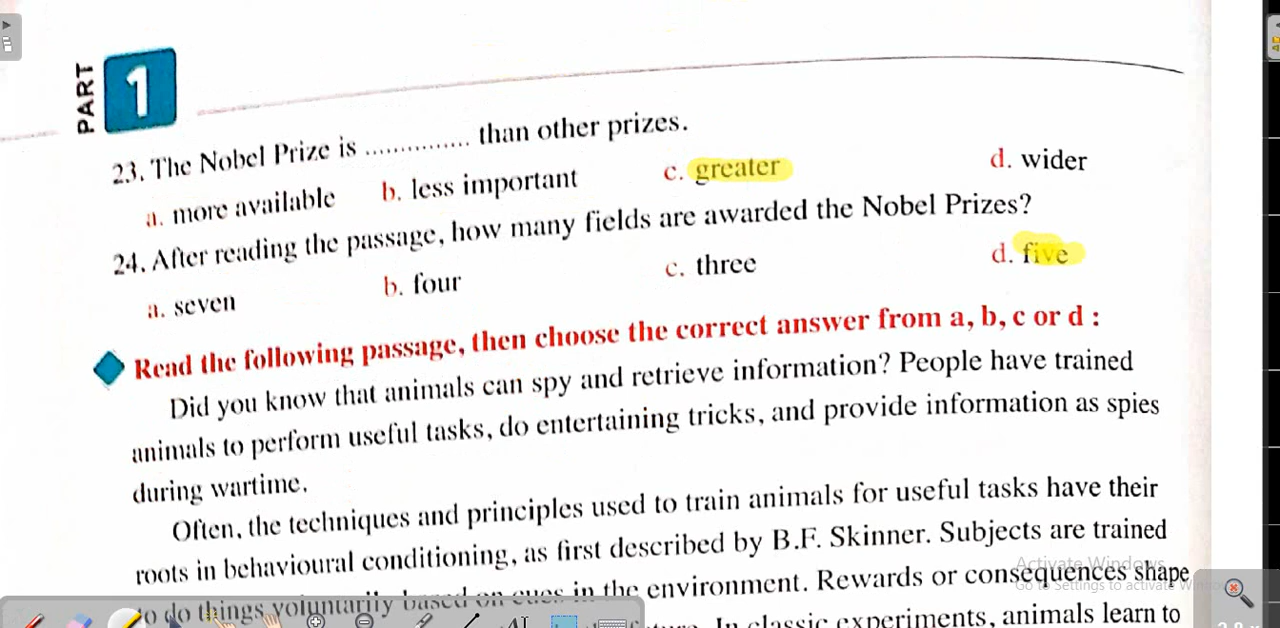 PART 1
23. The Nobel Prize is ............... than other prizes.
a. more available b. less important c. greater d. wider
24. After reading the passage, how many fields are awarded the Nobel Prizes?
a. seven b. four c. three d. five
Read the following passage, then choose the correct answer from a, b, c or d :
Did you know that animals can spy and retrieve information? People have trained
animals to perform useful tasks, do entertaining tricks, and provide information as spies
during wartime.
Often, the techniques and principles used to train animals for useful tasks have their
roots in behavioural conditioning, as first described by B.F. Skinner. Subjects are trained
Activate Windows
Go to Settings to activate
to do things voluntarily based on cues in the environment. Rewards or consequences shape
In classic experiments, animals learn to